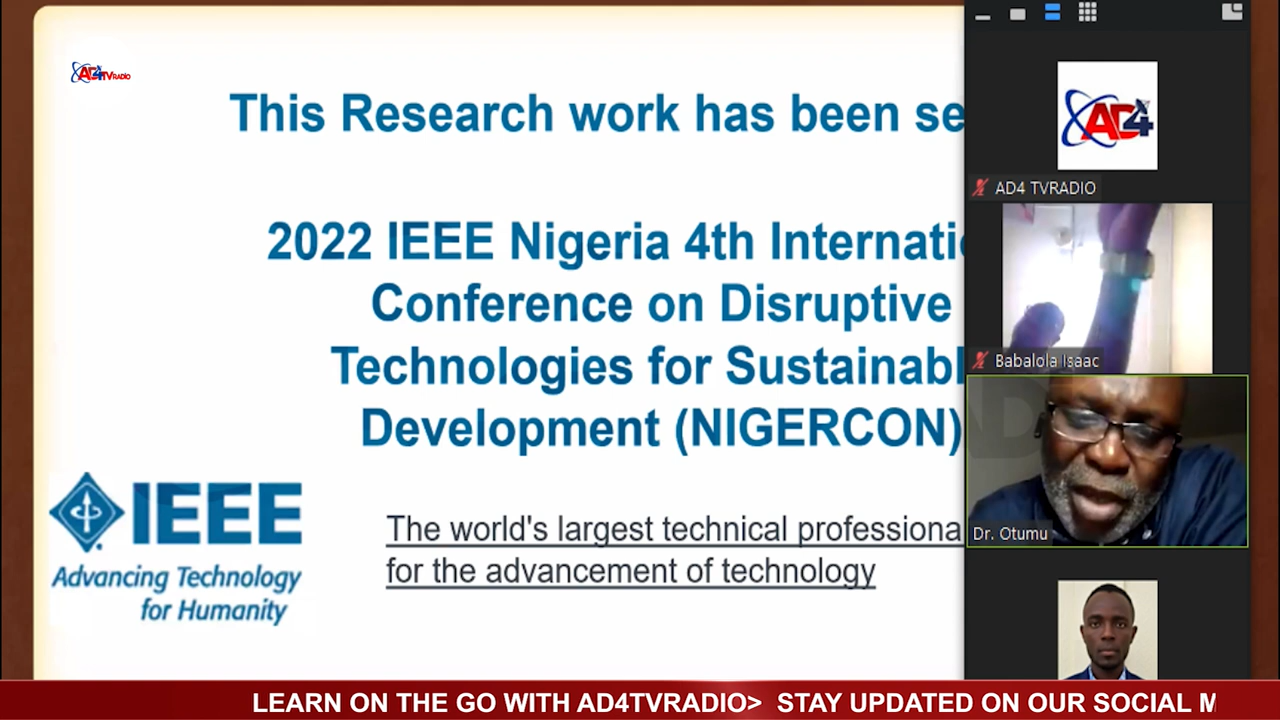 AD4TVRADIO
This Research work has been se
2022 IEEE Nigeria 4th Internati
Conference on Disruptive
Technologies for Sustainabl
Development (NIGERCON)
IEEE
Advancing Technology
for Humanity
The world's largest technical professiona
for the advancement of technology
AD4
AD4 TVRADIO
Babalola Isaac
Dr. Otumu
LEARN ON THE GO WITH AD4TVRADIO> STAY UPDATED ON OUR SOCIAL M